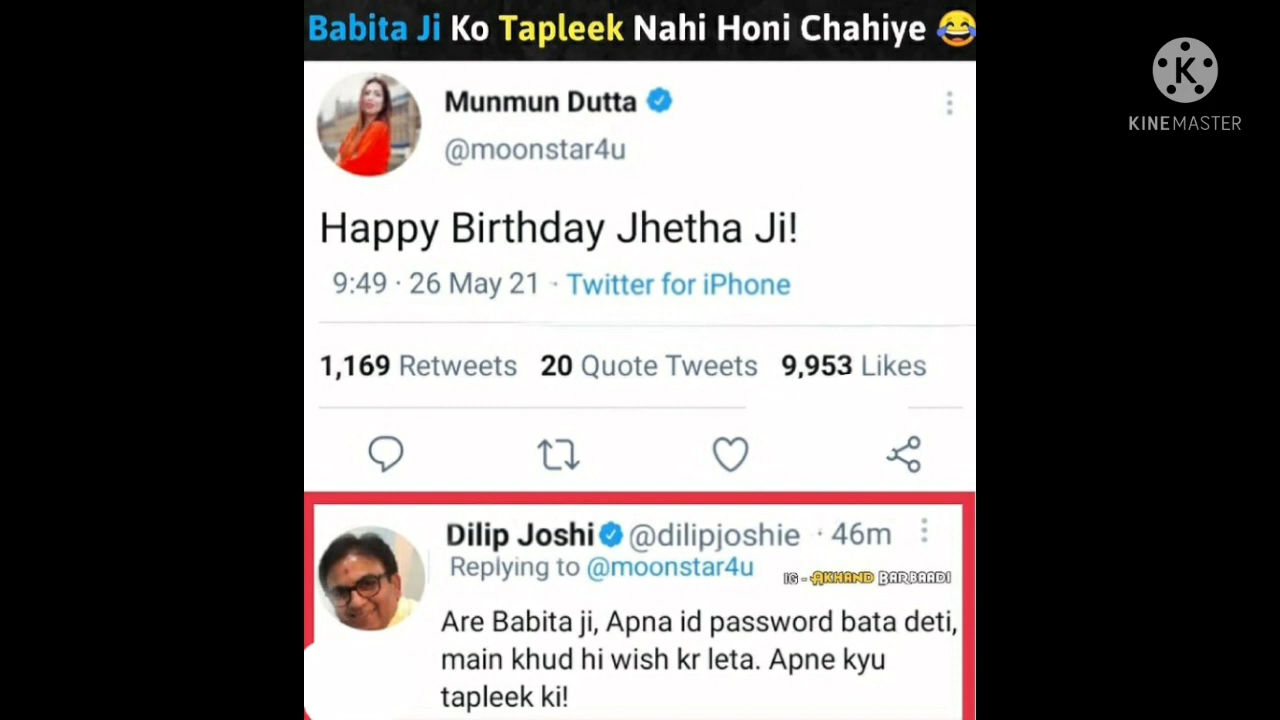 Babita Ji Ko Tapleek Nahi Honi Chahiye 😂
K
KINEMASTER
Munmun Dutta
@moonstar4u
Happy Birthday Jhetha Ji!
9:49 · 26 May 21 · Twitter for iPhone
1,169 Retweets 20 Quote Tweets 9,953 Likes
Dilip Joshi @dilipjoshie · 46m
Replying to @moonstar4u
IG - AKHAND BARBAADI
Are Babita ji, Apna id password bata deti,
main khud hi wish kr leta. Apne kyu
tapleek ki!